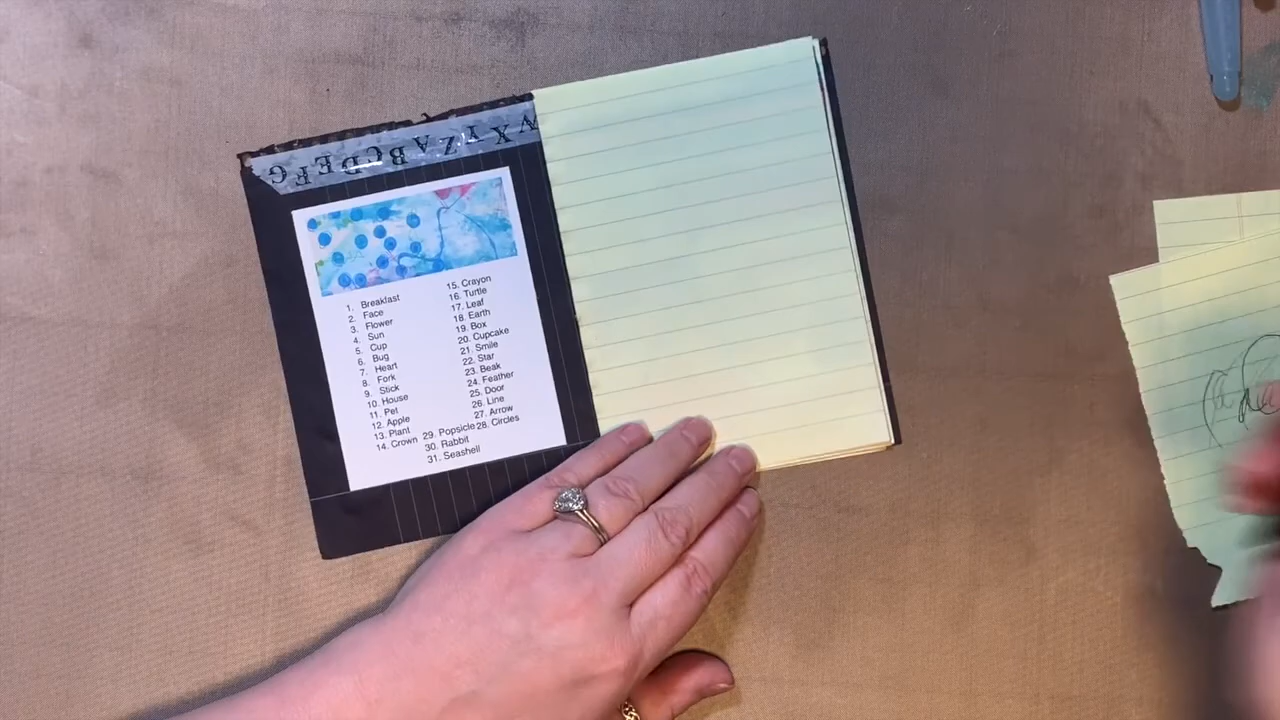 W X Y Z A B C D E F G
1. Breakfast
2. Face
3. Flower
4. Sun
5. Cup
6. Bug
7. Heart
8. Fork
9. Stick
10. House
11. Pet
12. Apple
13. Plant
14. Crown
15. Crayon
16. Turtle
17. Leaf
18. Earth
19. Box
20. Cupcake
21. Smile
22. Star
23. Beak
24. Feather
25. Door
26. Line
27. Arrow
28. Circles
29. Popsicle
30. Rabbit
31. Seashell